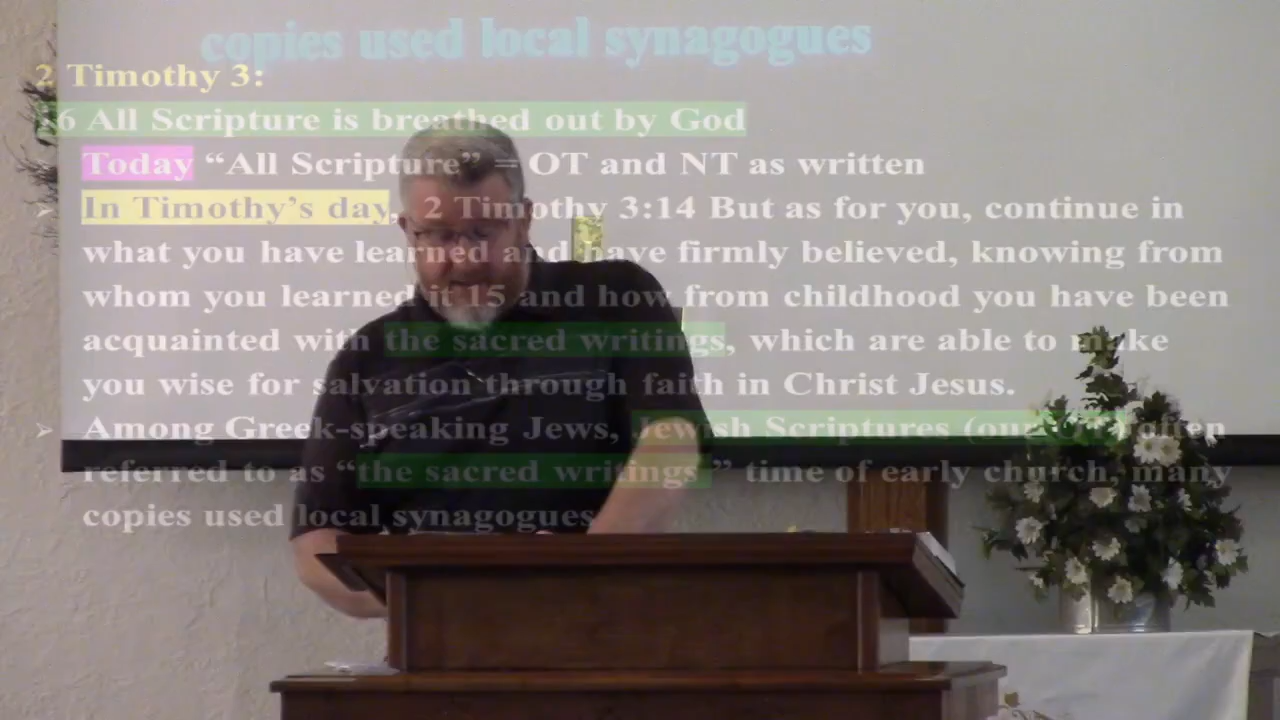 copies used local synagogues
2 Timothy 3:
16 All Scripture is breathed out by God
Today “All Scripture” = OT and NT as written
➢ In Timothy’s day, 2 Timothy 3:14 But as for you, continue in
what you have learned and have firmly believed, knowing from
whom you learned it 15 and how from childhood you have been
acquainted with the sacred writings, which are able to make
you wise for salvation through faith in Christ Jesus.
➢ Among Greek-speaking Jews, Jewish Scriptures (our OT) often
referred to as “the sacred writings ” time of early church, many
copies used local synagogues